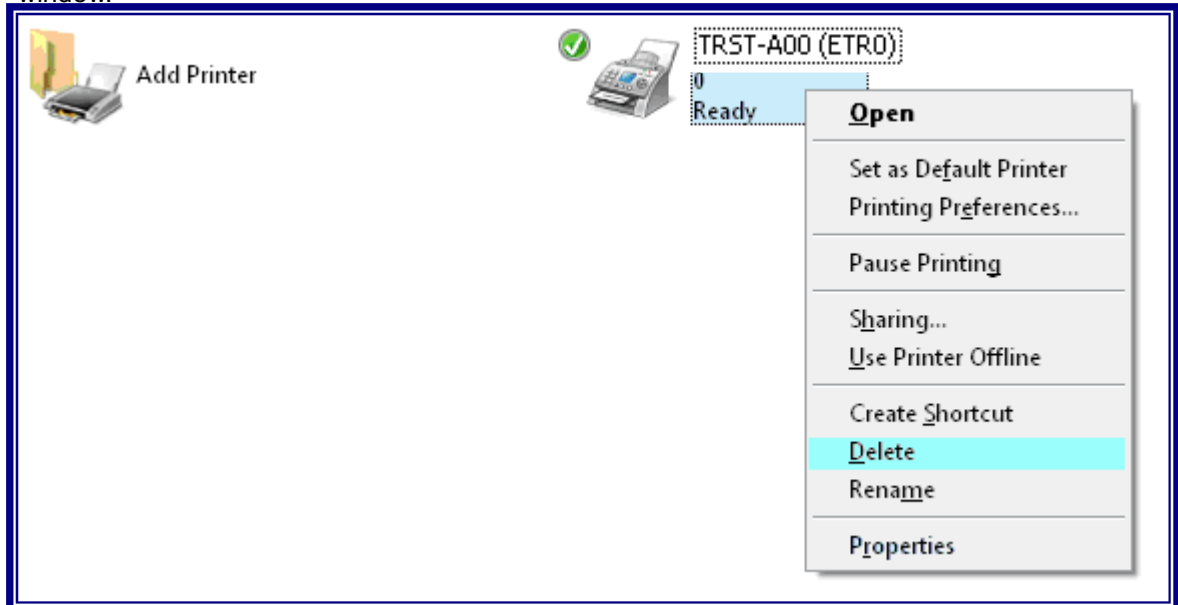 window.
Add Printer
TRST-A00 (ETR0)
0
Ready
Open
Set as Default Printer
Printing Preferences...
Pause Printing
Sharing...
Use Printer Offline
Create Shortcut
Delete
Rename
Properties